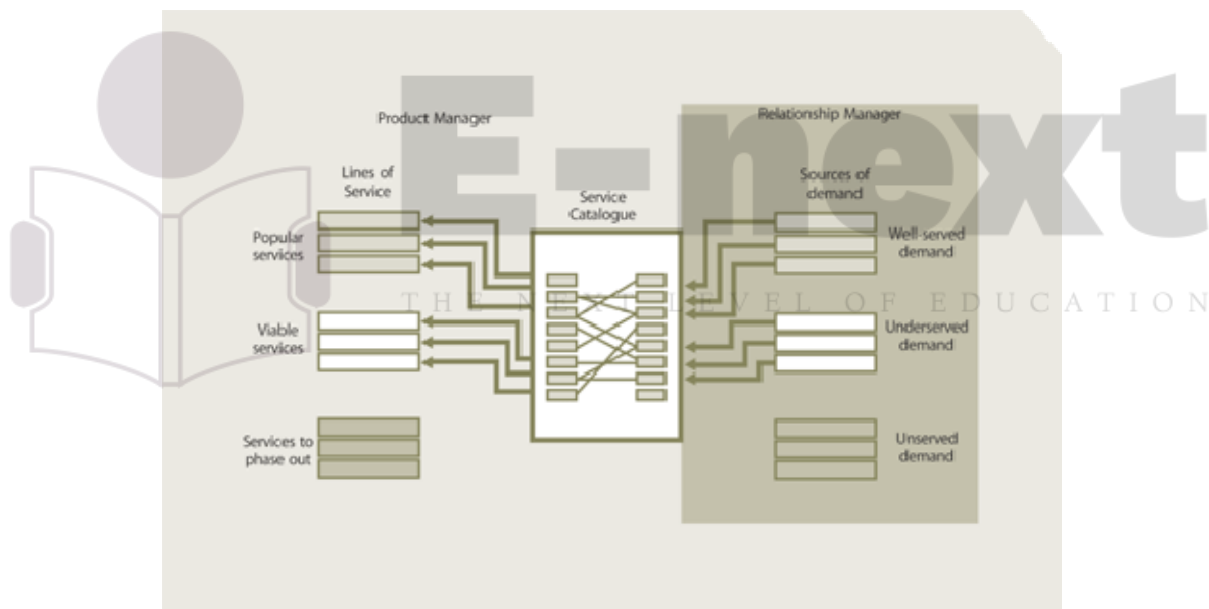 E-next
THE NEXT LEVEL OF EDUCATION
Product Manager
Relationship Manager
Lines of
Service
Service
Catalogue
Sources of
demand
Popular
services
Well-served
demand
Viable
services
Underserved
demand
Services to
phase out
Unserved
demand